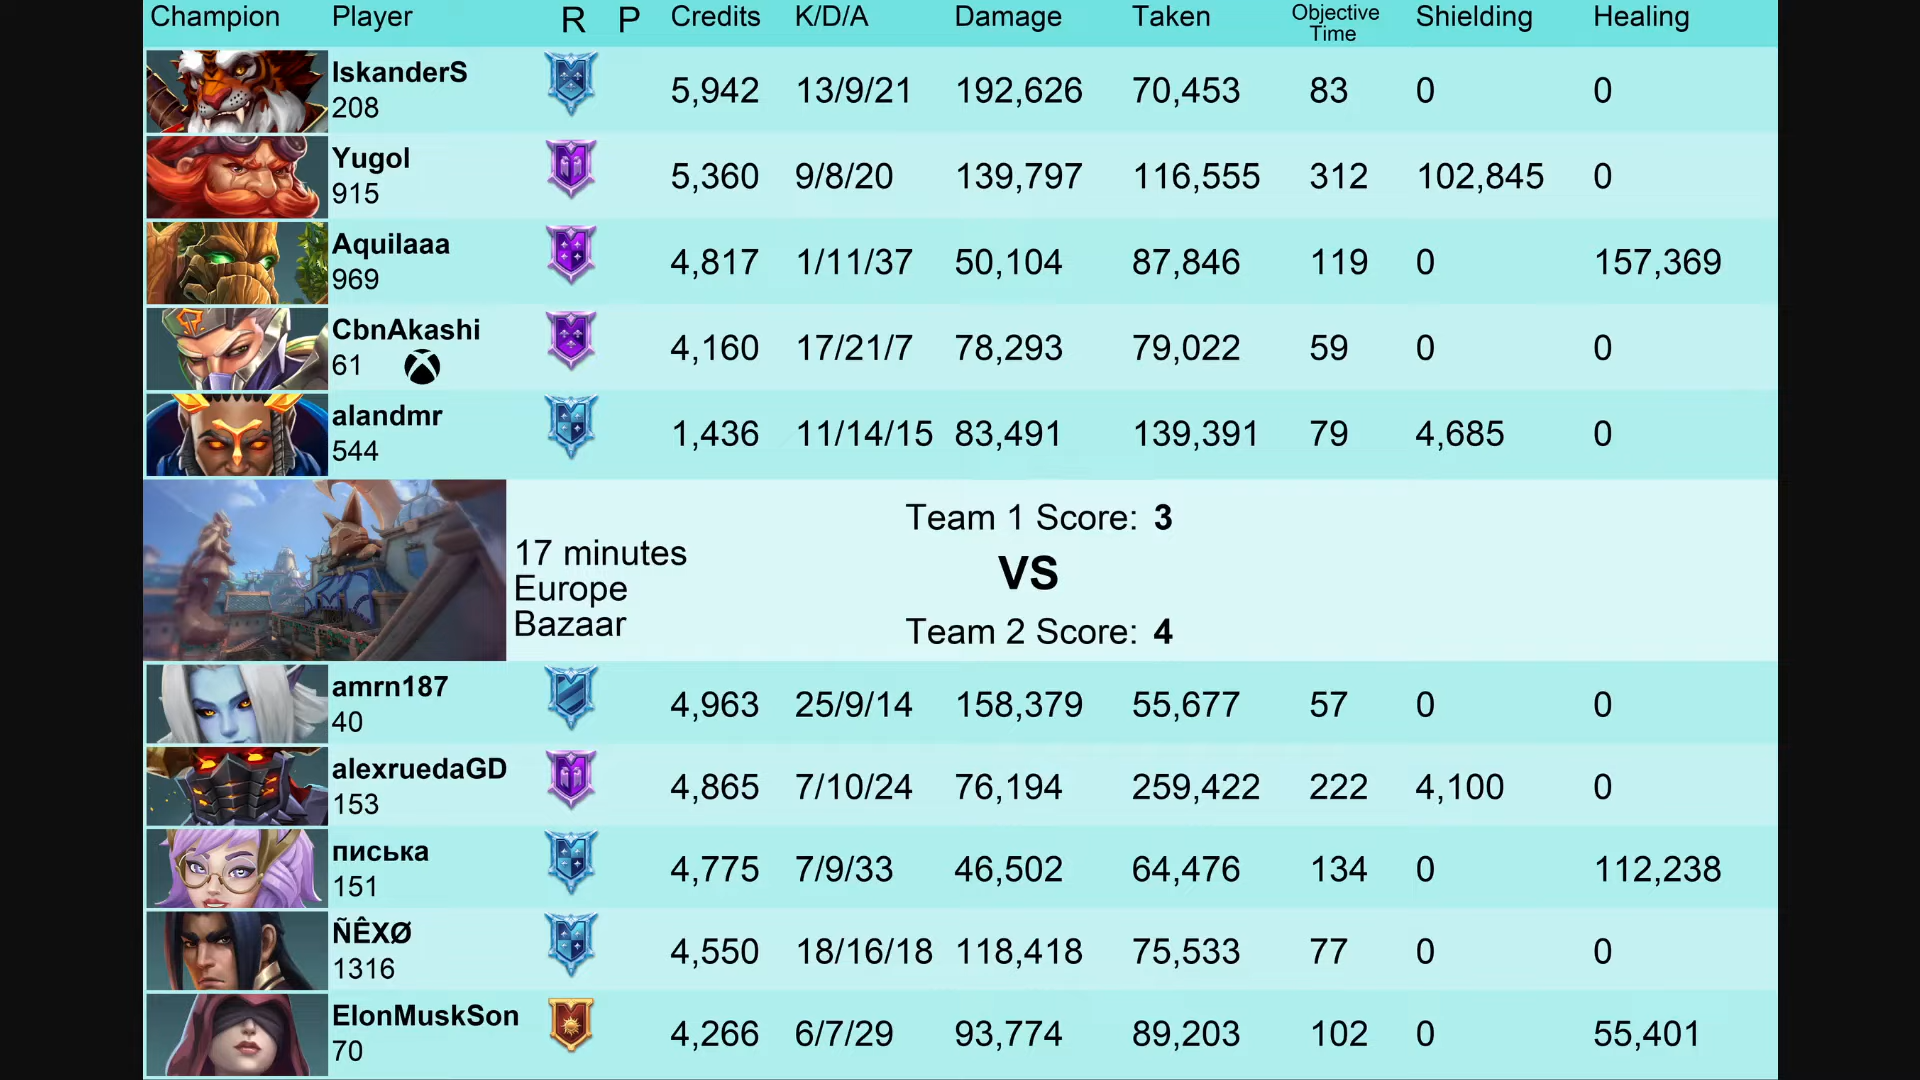 Champion Player R P Credits K/D/A Damage Taken Objective Time Shielding Healing
IskanderS
208
5,942 13/9/21 192,626 70,453 83 0 0
Yugol
915
5,360 9/8/20 139,797 116,555 312 102,845 0
Aquilaaa
969
4,817 1/11/37 50,104 87,846 119 0 157,369
CbnAkashi
61
4,160 17/21/7 78,293 79,022 59 0 0
alandmr
544
1,436 11/14/15 83,491 139,391 79 4,685 0
17 minutes
Europe
Bazaar
Team 1 Score: 3
VS
Team 2 Score: 4
amrn187
40
4,963 25/9/14 158,379 55,677 57 0 0
alexruedaGD
153
4,865 7/10/24 76,194 259,422 222 4,100 0
писька
151
4,775 7/9/33 46,502 64,476 134 0 112,238
ÑÊXØ
1316
4,550 18/16/18 118,418 75,533 77 0 0
ElonMuskSon
70
4,266 6/7/29 93,774 89,203 102 0 55,401